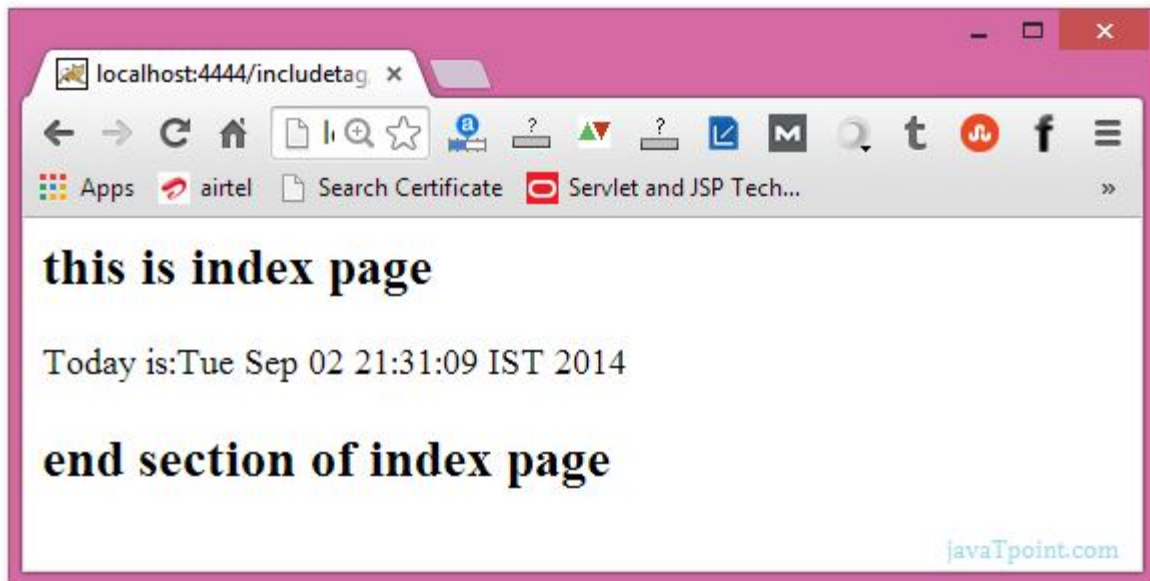 localhost:4444/includetag
Apps airtel Search Certificate Servlet and JSP Tech... »
this is index page
Today is:Tue Sep 02 21:31:09 IST 2014
end section of index page
javaTpoint.com